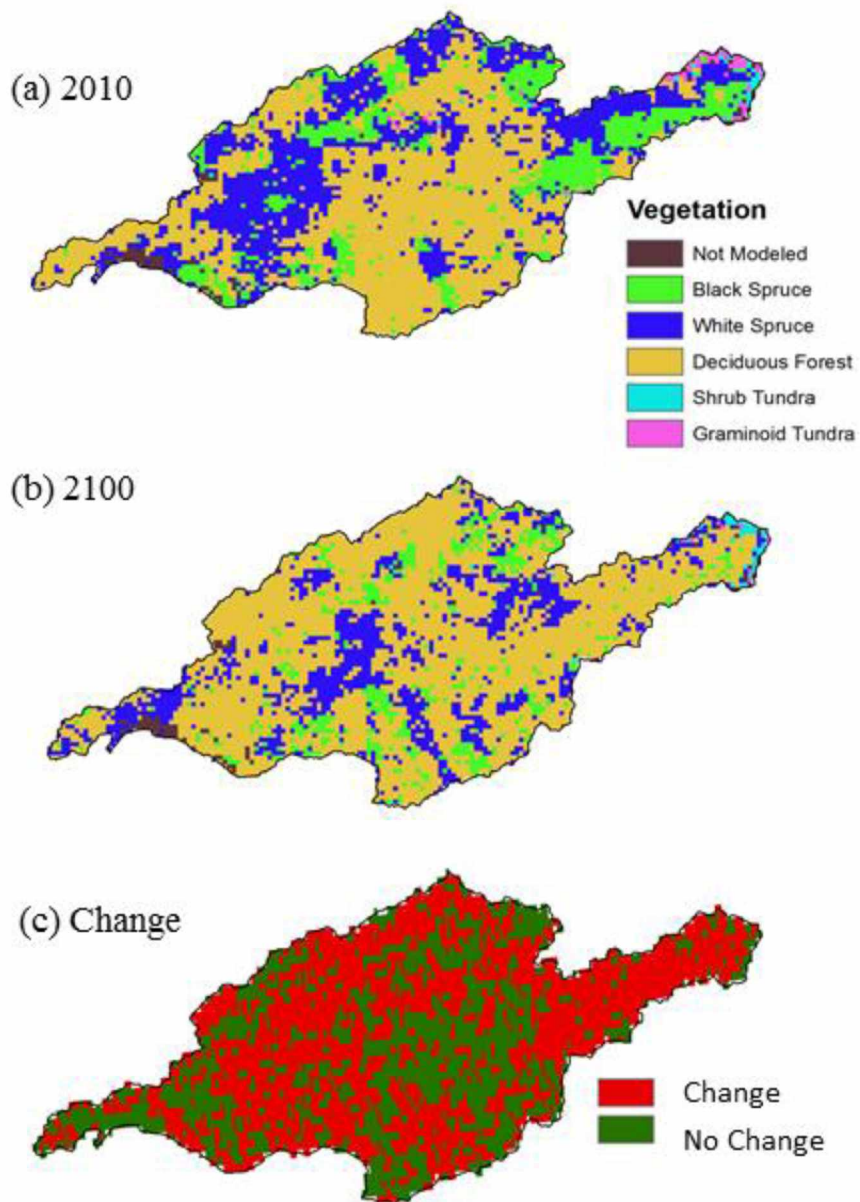 (a) 2010
Vegetation
Not Modeled
Black Spruce
White Spruce
Deciduous Forest
Shrub Tundra
Graminoid Tundra
(b) 2100
(c) Change
Change
No Change